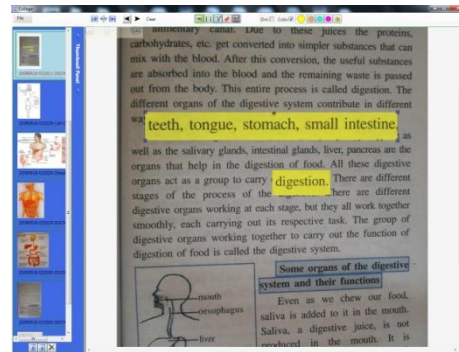 File
Clear
Thumbnail Panel
alimentary canal. Due to these juices the proteins,
carbohydrates, etc. get converted into simpler substances that can
mix with the blood. After this conversion, the useful substances
are absorbed into the blood and the remaining waste is passed
out from the body. This entire process is called digestion. The
different organs of the digestive system contribute in different
teeth, tongue, stomach, small intestine,
as
well as the salivary glands, intestinal glands, liver, pancreas are the
organs that help in the digestion of food. All these digestive
organs act as a group to carry digestion. There are different
stages of the process of here are different
digestive organs working at each stage, but they all work together
smoothly, each carrying out its respective task. The group of
digestive organs working together to carry out the function of
digestion of food is called the digestive system.
Some organs of the digestive
system and their functions
Even as we chew our food,
saliva is added to it in the mouth.
Saliva, a digestive juice, is not
produced in the mouth. It is
mouth
oesophagus
liver